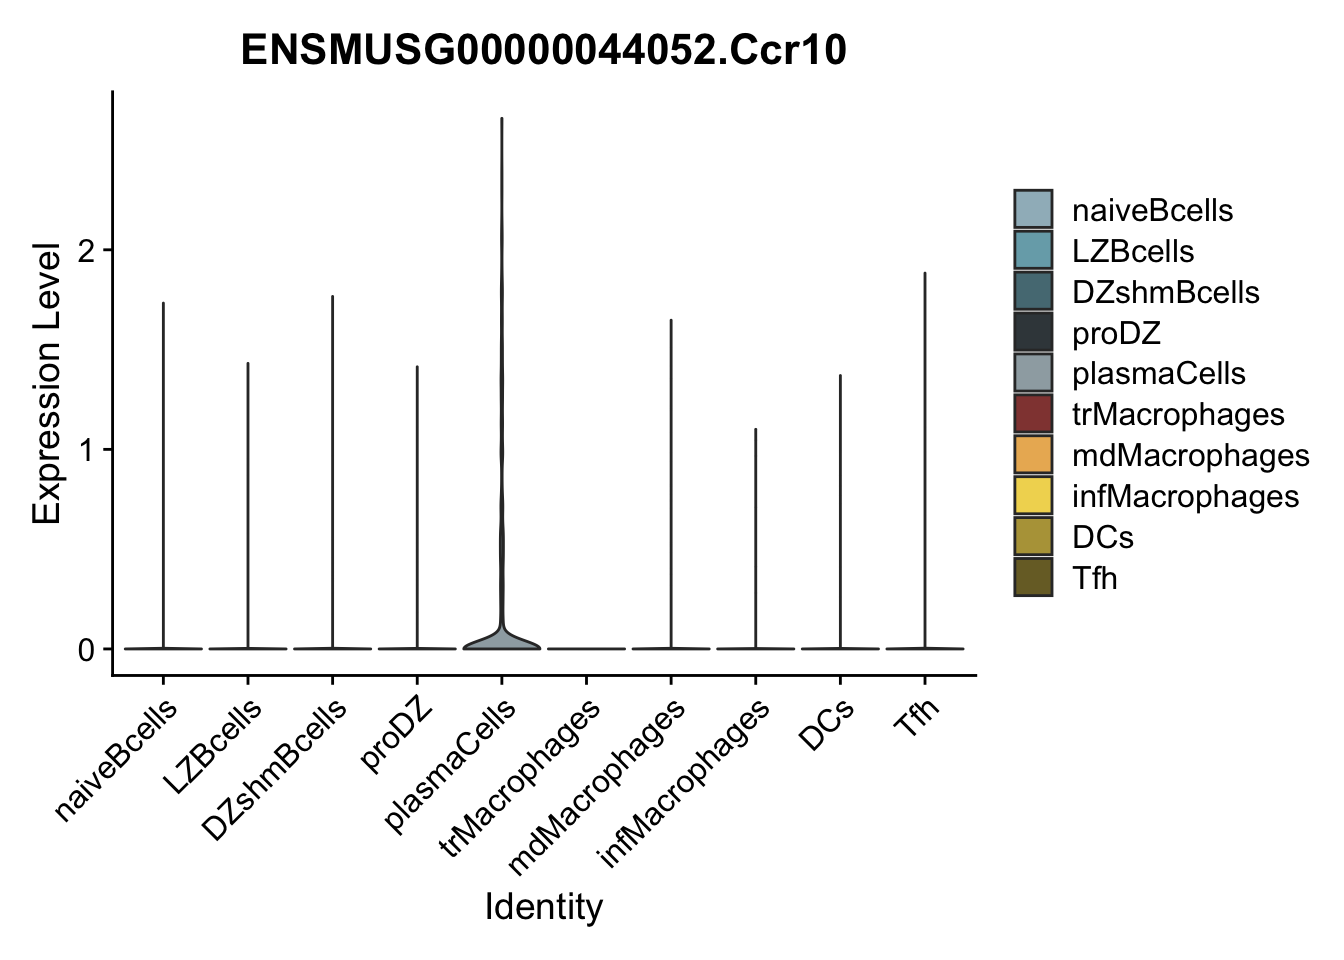 ENSMUSG00000044052.Ccr10
Expression Level
2
1
0
naiveBcells
LZBcells
DZshmBcells
proDZ
plasmaCells
trMacrophages
mdMacrophages
infMacrophages
DCs
Tfh
Identity
naiveBcells
LZBcells
DZshmBcells
proDZ
plasmaCells
trMacrophages
mdMacrophages
infMacrophages
DCs
Tfh